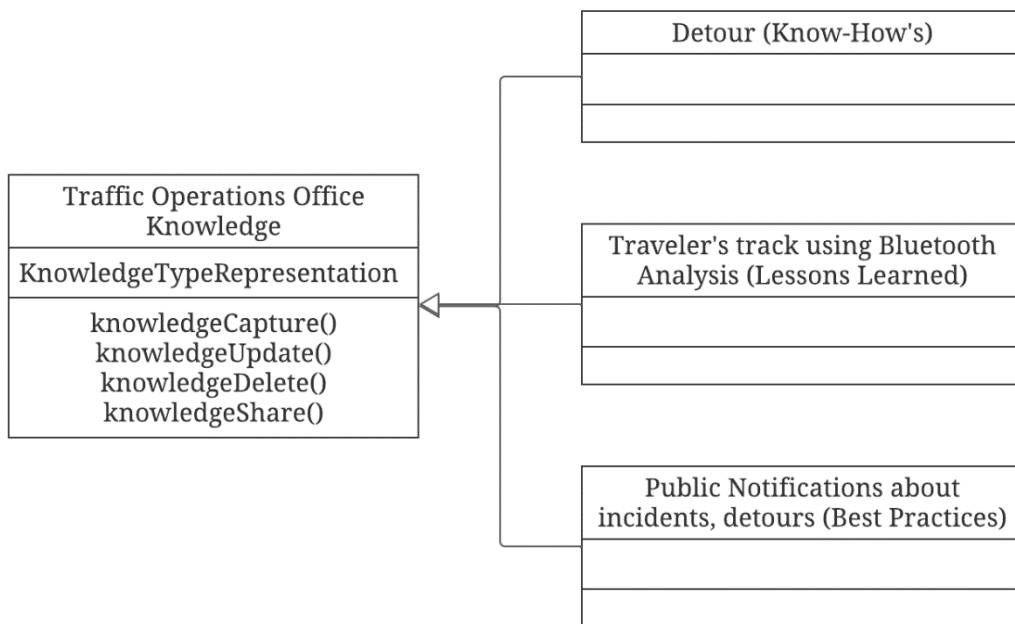 Detour (Know-How's)
Traffic Operations Office
Knowledge
KnowledgeTypeRepresentation
knowledgeCapture()
knowledgeUpdate()
knowledgeDelete()
knowledgeShare()
Traveler's track using Bluetooth
Analysis (Lessons Learned)
Public Notifications about
incidents, detours (Best Practices)